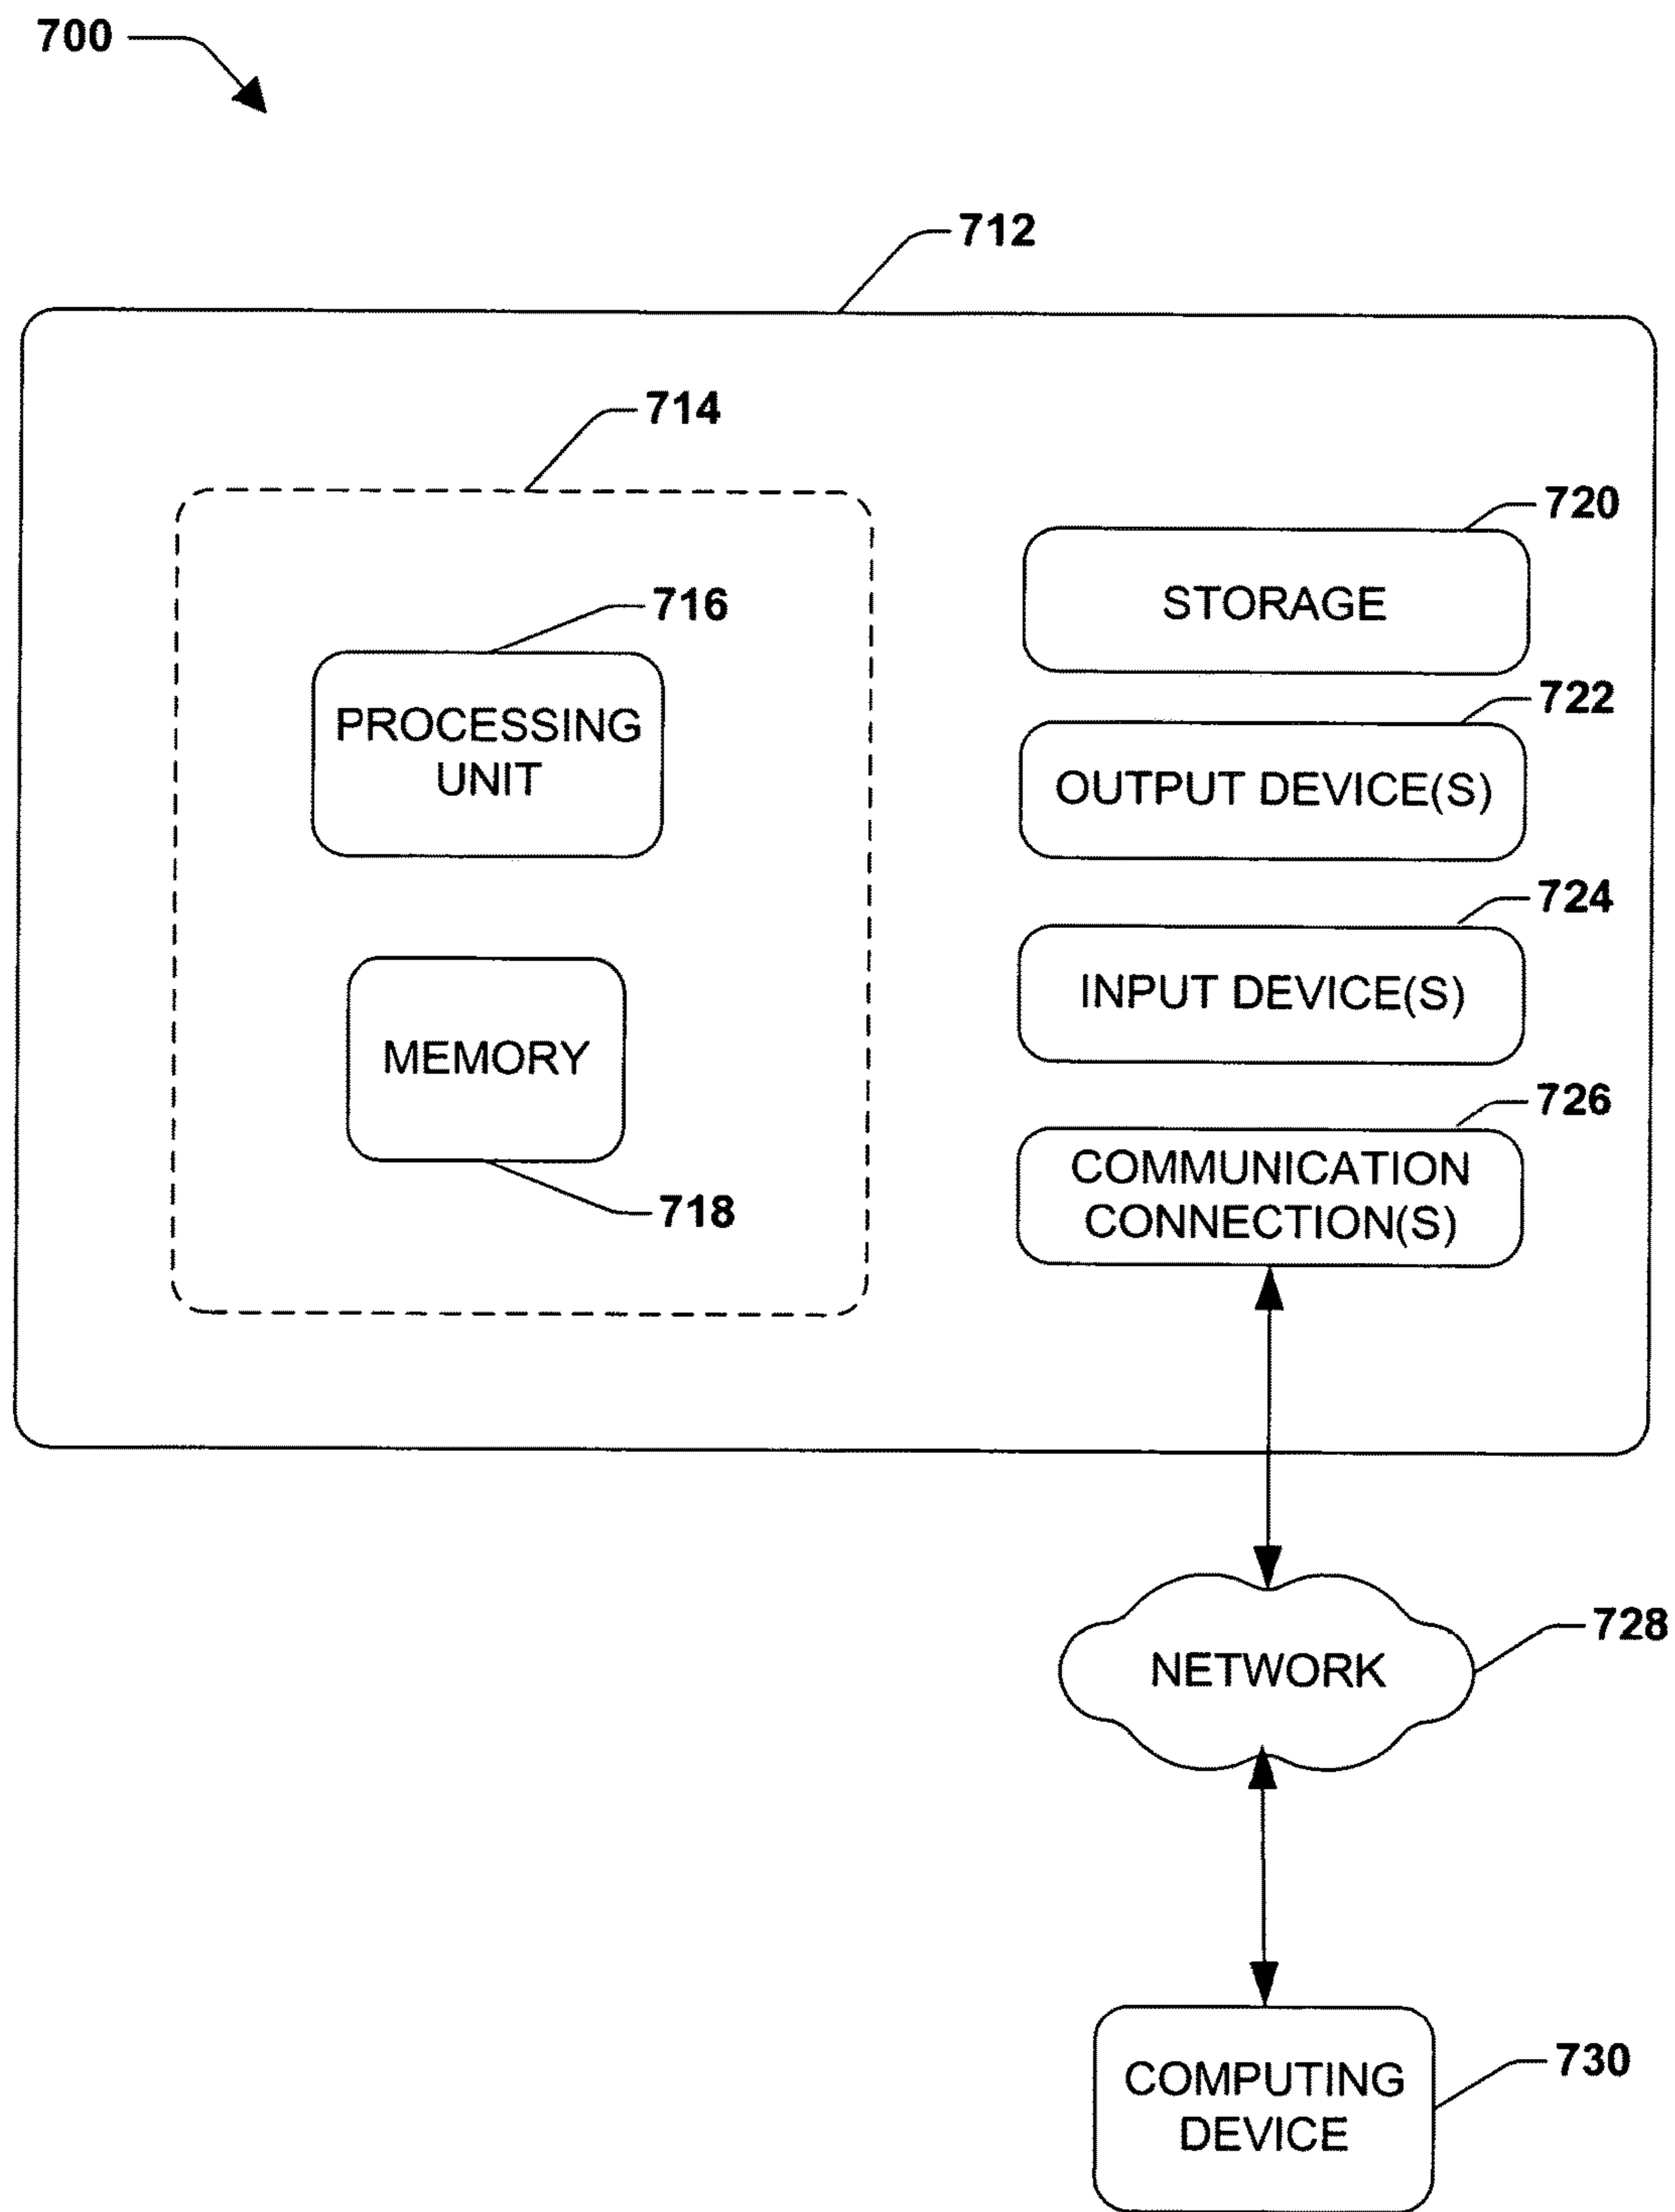 700
712
714
720
716
STORAGE
722
PROCESSING
UNIT
OUTPUT DEVICE(S)
724
INPUT DEVICE(S)
MEMORY
726
COMMUNICATION
CONNECTION(S)
718
728
NETWORK
730
COMPUTING
DEVICE